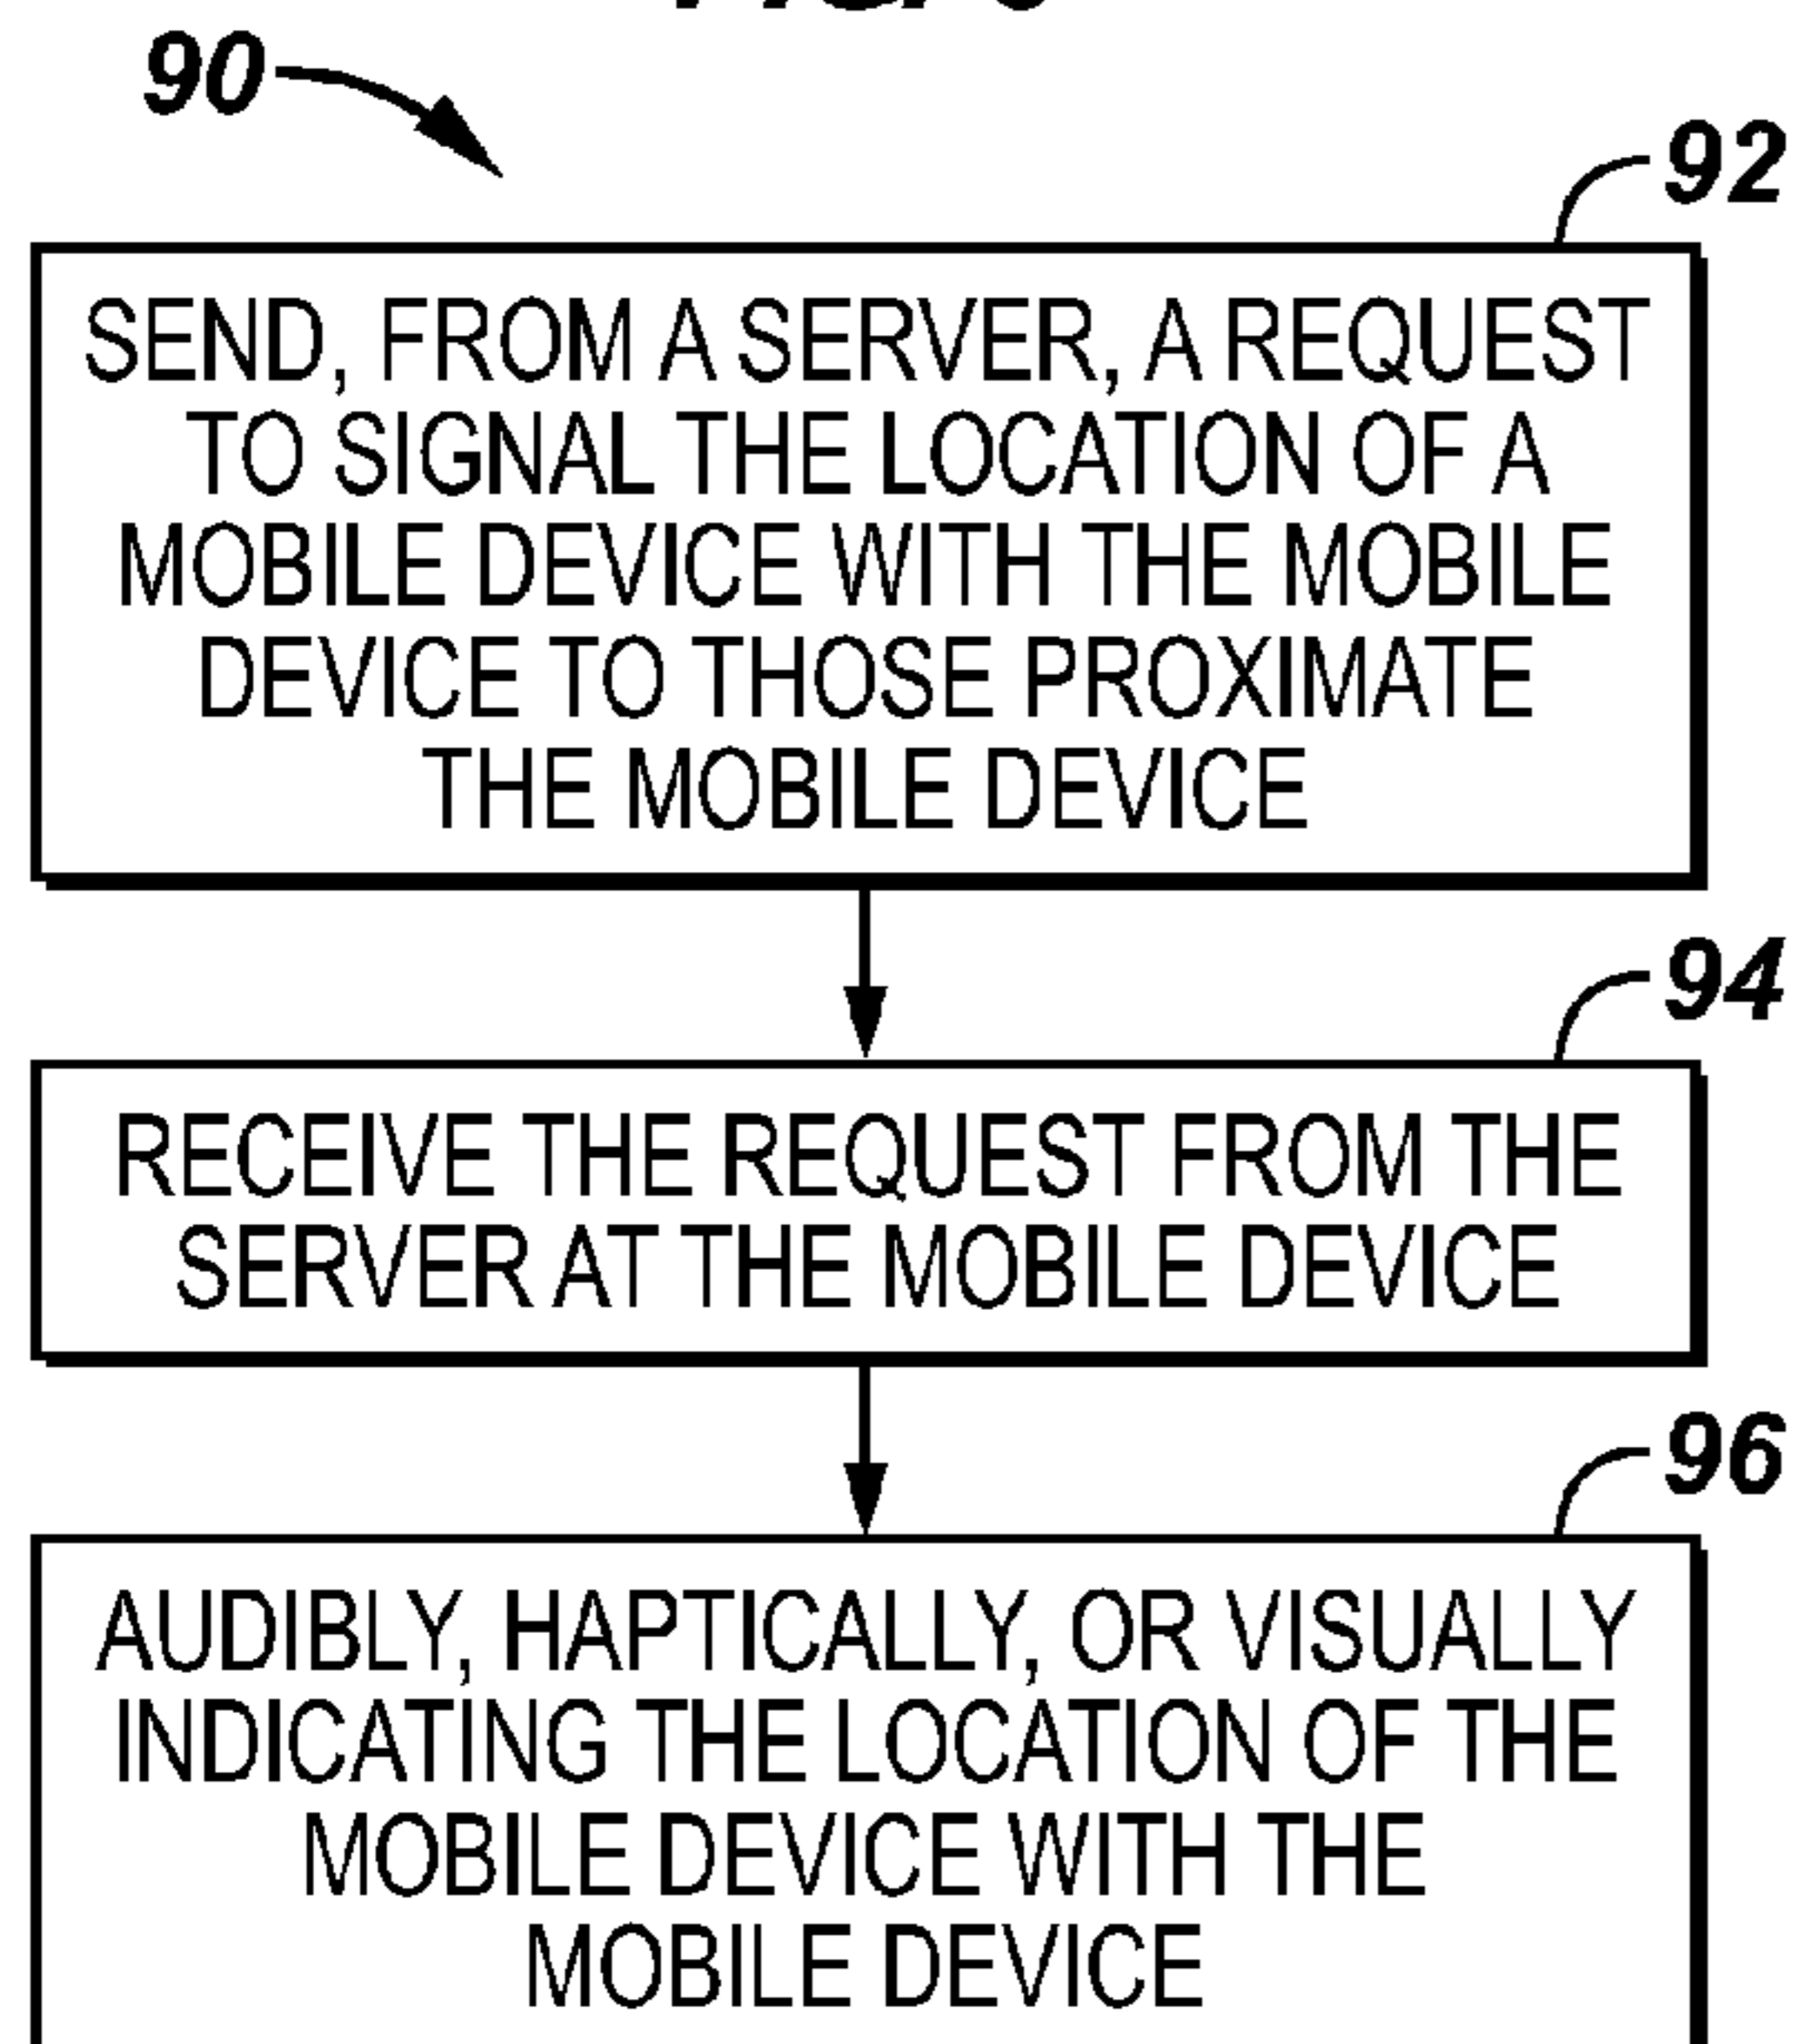 90
92
SEND, FROM A SERVER, A REQUEST
TO SIGNAL THE LOCATION OF A
MOBILE DEVICE WITH THE MOBILE
DEVICE TO THOSE PROXIMATE
THE MOBILE DEVICE
94
RECEIVE THE REQUEST FROM THE
SERVER AT THE MOBILE DEVICE
96
AUDIBLY, HAPTICALLY, OR VISUALLY
INDICATING THE LOCATION OF THE
MOBILE DEVICE WITH THE
MOBILE DEVICE